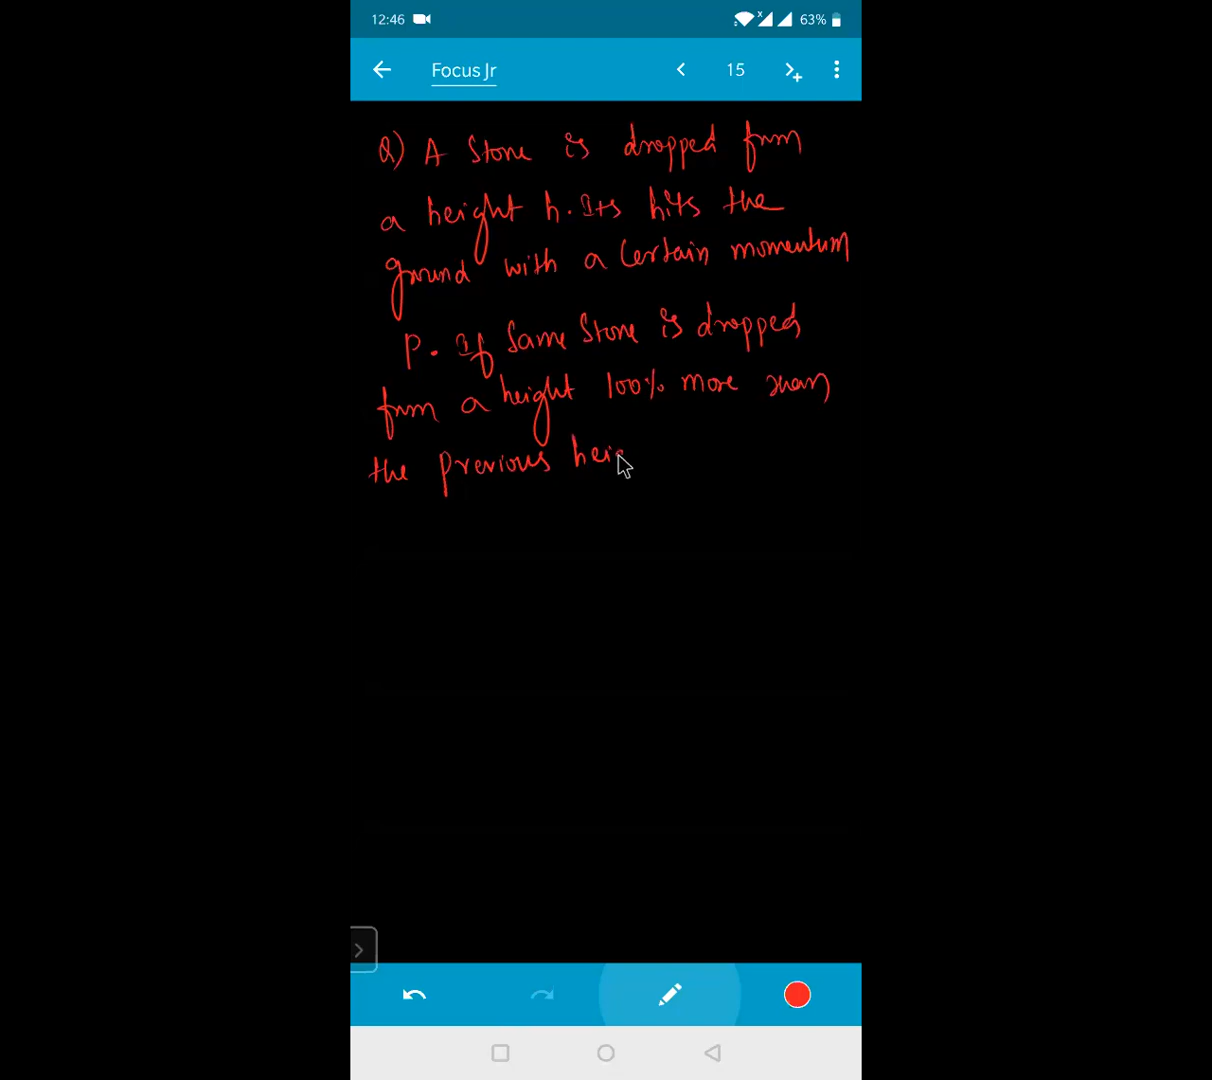 12:46 63%
Focus Jr 15
Q) A Stone is dropped from
a height h. Its hits the
ground with a Certain momentum
P. If Same Stone is dropped
from a height 100% more than
the previous heig